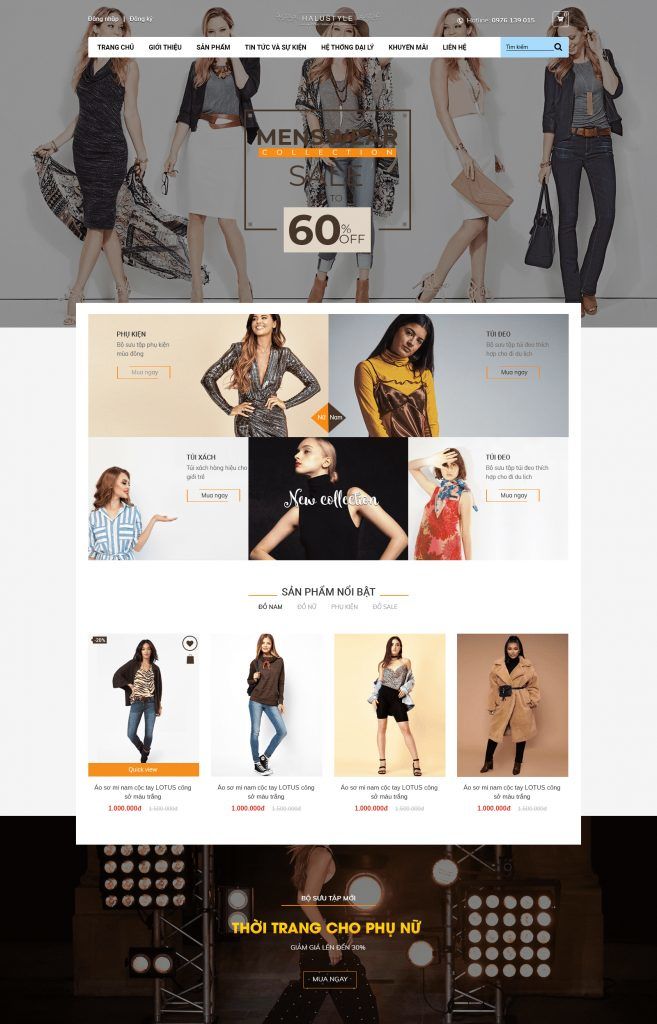 Đăng nhập | Đăng ký
HALUSTYLE
Hotline: 0976 139 015
TRANG CHỦ GIỚI THIỆU SẢN PHẨM TIN TỨC VÀ SỰ KIỆN HỆ THỐNG ĐẠI LÝ KHUYẾN MÃI LIÊN HỆ
Tìm kiếm
MENSWEAR
COLLECTION
SALE
TO
60% OFF
PHỤ KIỆN
Bộ sưu tập phụ kiện
mùa đông
Mua ngay
TÚI ĐEO
Bộ sưu tập túi đeo thích
hợp cho đi du lịch
Mua ngay
Nữ Nam
TÚI XÁCH
Túi xách hàng hiệu cho
giới trẻ
Mua ngay
New collection
TÚI ĐEO
Bộ sưu tập túi đeo thích
hợp cho đi du lịch
Mua ngay
SẢN PHẨM NỔI BẬT
ĐỒ NAM ĐỒ NỮ PHỤ KIỆN ĐỒ SALE
-20%
Quick view
Áo sơ mi nam cộc tay LOTUS công
sở màu trắng
1.000.000đ 1.500.000đ
Áo sơ mi nam cộc tay LOTUS công
sở màu trắng
1.000.000đ 1.500.000đ
Áo sơ mi nam cộc tay LOTUS công
sở màu trắng
1.000.000đ 1.500.000đ
Áo sơ mi nam cộc tay LOTUS công
sở màu trắng
1.000.000đ 1.500.000đ
BỘ SƯU TẬP MỚI
THỜI TRANG CHO PHỤ NỮ
GIẢM GIÁ LÊN ĐẾN 30%
MUA NGAY